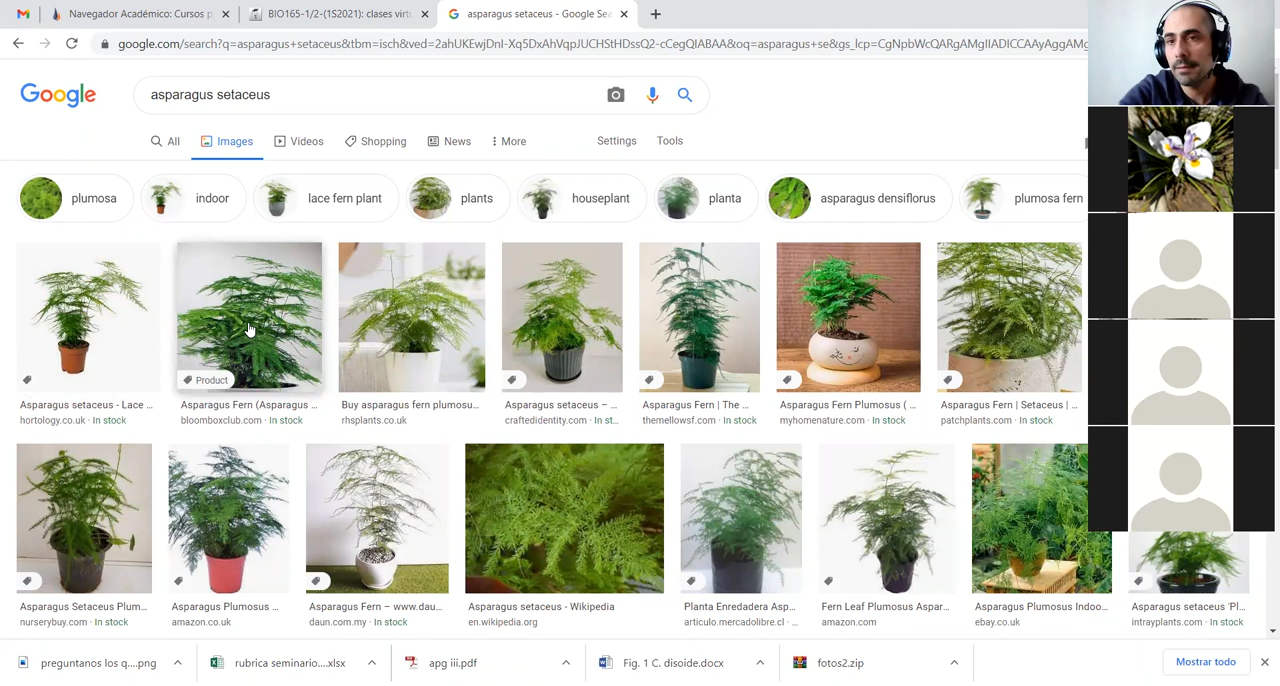 Navegador Académico: Cursos p
BIO165-1/2-(1S2021): clases virtu
asparagus setaceus - Google Sea
google.com/search?q=asparagus+setaceus&tbm=isch&ved=2ahUKEwjDnI-Xq5DxAhVqpJUCHStHDssQ2-cCegQIABAA&oq=asparagus+se&gs_lcp=CgNpbWcQARgAMgIIADICCAAyAggAMg
Google
asparagus setaceus
All Images Videos Shopping News More Settings Tools
plumosa indoor lace fern plant plants houseplant planta asparagus densiflorus plumosa fern
Product
Asparagus setaceus - Lace ... Asparagus Fern (Asparagus ... Buy asparagus fern plumosu... Asparagus setaceus – ... Asparagus Fern | The ... Asparagus Fern Plumosus ( ... Asparagus Fern | Setaceus | ...
hortology.co.uk · In stock bloomboxclub.com · In stock rhsplants.co.uk craftedidentity.com · In st... themellowsf.com · In stock myhomenature.com · In stock patchplants.com · In stock
Asparagus Setaceus Plum... Asparagus Plumosus ... Asparagus Fern – www.dau... Asparagus setaceus - Wikipedia Planta Enredadera Asp... Fern Leaf Plumosus Aspar... Asparagus Plumosus Indoo... Asparagus setaceus 'Pl...
nurserybuy.com · In stock amazon.co.uk daun.com.my · In stock en.wikipedia.org articulo.mercadolibre.cl · ... amazon.com ebay.co.uk intrayplants.com · In stock
preguntanos los q....png rubrica seminario....xlsx apg iii.pdf Fig. 1 C. disoide.docx fotos2.zip Mostrar todo